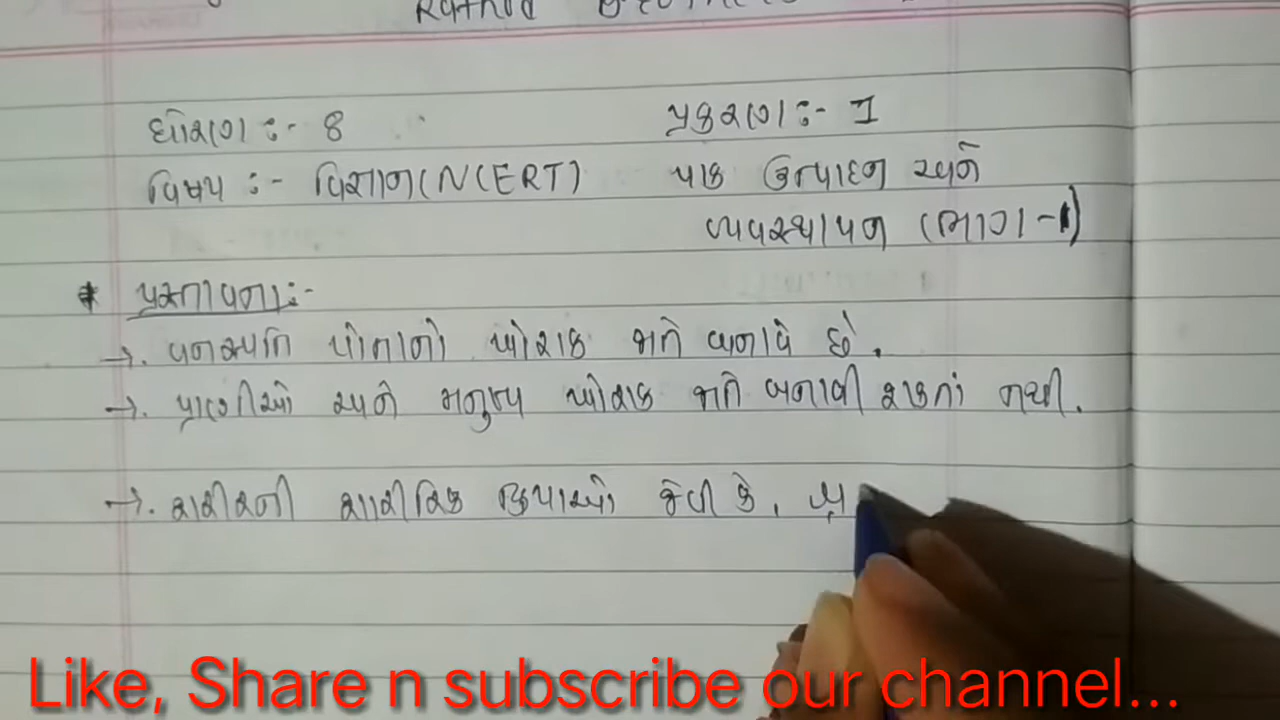 Rathod
ધોરણ :- 8 પ્રકરણ :- I
વિષય :- વિજ્ઞાન (NCERT) પાક ઉત્પાદન અને
વ્યવસ્થાપન (ભાગ-1)
* પ્રસ્તાવના :-
→. વનસ્પતિ પોતાનો ખોરાક જાતે બનાવે છે.
→. પ્રાણીઓ અને મનુષ્ય ખોરાક જાતે બનાવી શકતાં નથી.
→. શરીરની શારીરિક ક્રિયાઓ જેવી કે,
Like, Share n subscribe our channel...